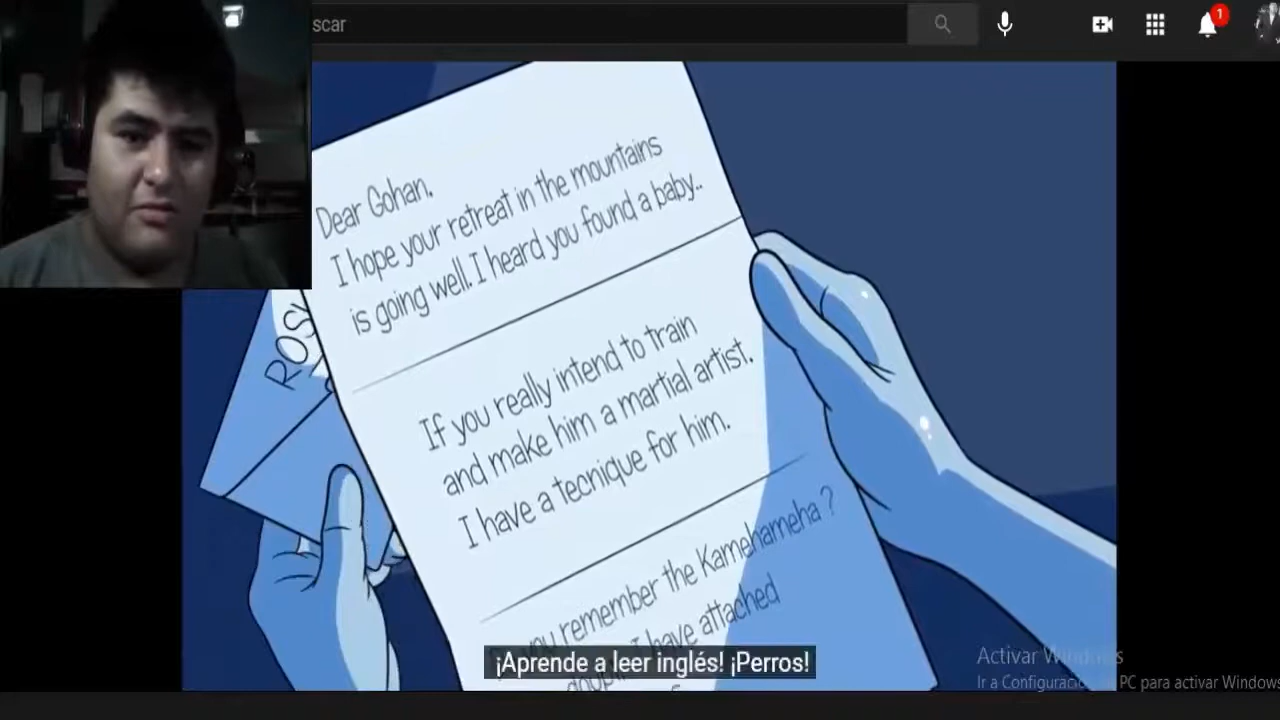 scar
1
Dear Gohan,
I hope your retreat in the mountains
is going well. I heard you found a baby..
ROSY
If you really intend to train
and make him a martial artist.
I have a tecnique for him.
you remember the Kamehameha ?
I have attached
¡Aprende a leer inglés! ¡Perros!
Activar Windows
Ir a Configuración de PC para activar Windows